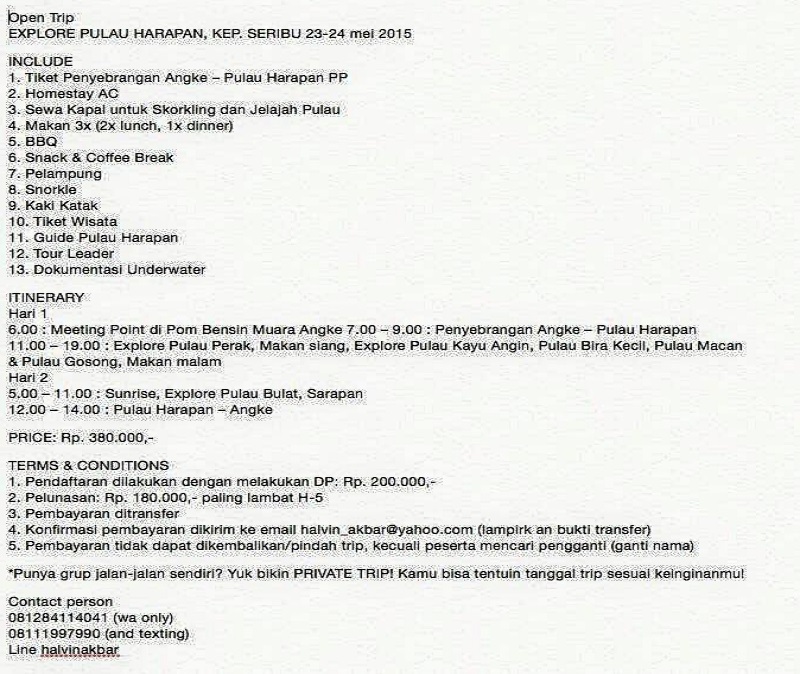 Open Trip
EXPLORE PULAU HARAPAN, KEP. SERIBU 23-24 mei 2015
INCLUDE
1. Tiket Penyebrangan Angke – Pulau Harapan PP
2. Homestay AC
3. Sewa Kapal untuk Skorkling dan Jelajah Pulau
4. Makan 3x (2x lunch, 1x dinner)
5. BBQ
6. Snack & Coffee Break
7. Pelampung
8. Snorkle
9. Kaki Katak
10. Tiket Wisata
11. Guide Pulau Harapan
12. Tour Leader
13. Dokumentasi Underwater
ITINERARY
Hari 1
6.00 : Meeting Point di Pom Bensin Muara Angke 7.00 – 9.00 : Penyebrangan Angke – Pulau Harapan
11.00 – 19.00 : Explore Pulau Perak, Makan siang, Explore Pulau Kayu Angin, Pulau Bira Kecil, Pulau Macan
& Pulau Gosong, Makan malam
Hari 2
5.00 – 11.00 : Sunrise, Explore Pulau Bulat, Sarapan
12.00 – 14.00 : Pulau Harapan – Angke
PRICE: Rp. 380.000,-
TERMS & CONDITIONS
1. Pendaftaran dilakukan dengan melakukan DP: Rp. 200.000,-
2. Pelunasan: Rp. 180.000,- paling lambat H-5
3. Pembayaran ditransfer
4. Konfirmasi pembayaran dikirim ke email halvin_akbar@yahoo.com (lampirk an bukti transfer)
5. Pembayaran tidak dapat dikembalikan/pindah trip, kecuali peserta mencari pengganti (ganti nama)
*Punya grup jalan-jalan sendiri? Yuk bikin PRIVATE TRIP! Kamu bisa tentuin tanggal trip sesuai keinginanmu!
Contact person
081284114041 (wa only)
08111997990 (and texting)
Line halvinakbar